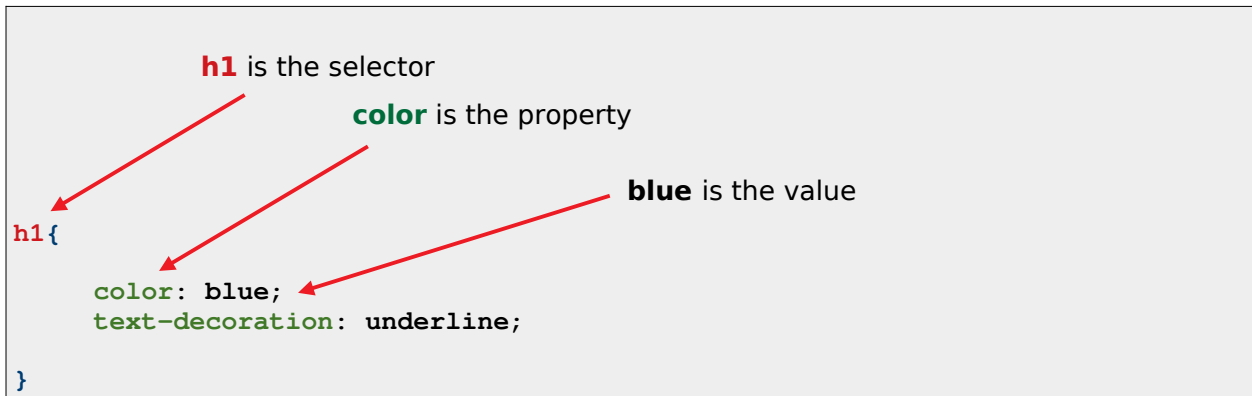 h1 is the selector
color is the property
blue is the value
h1{
color: blue;
text-decoration: underline;
}